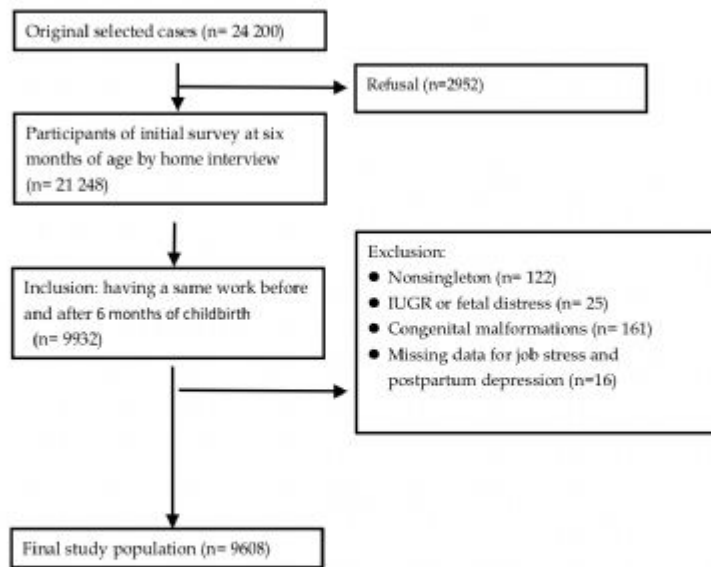 Original selected cases (n= 24 200)
Refusal (n=2952)
Participants of initial survey at six
months of age by home interview
(n= 21 248)
Inclusion: having a same work before
and after 6 months of childbirth
(n= 9932)
Exclusion:
● Nonsingleton (n= 122)
● IUGR or fetal distress (n= 25)
● Congenital malformations (n= 161)
● Missing data for job stress and
postpartum depression (n=16)
Final study population (n= 9608)